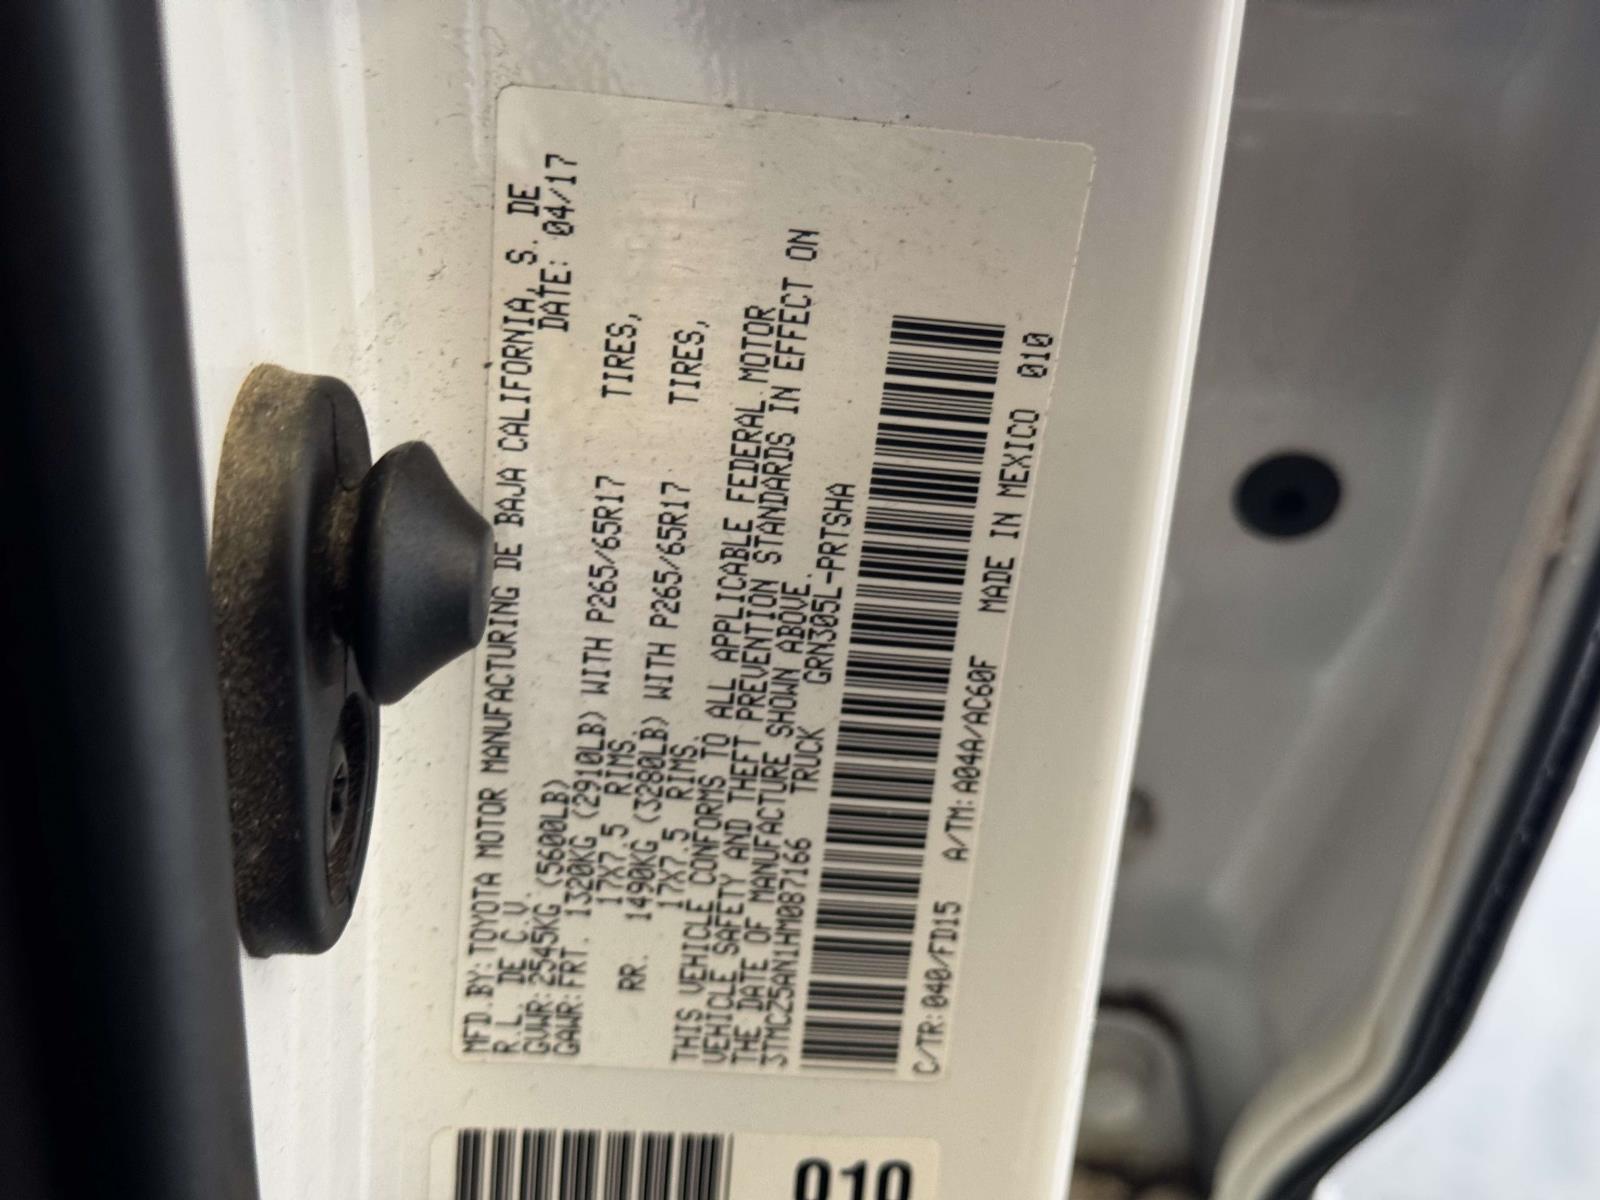 MFD.BY:TOYOTA MOTOR MANUFACTURING DE BAJA CALIFORNIA, S. DE
R.L. DE C.V. DATE: 04/17
GVWR:2545KG (5600LB)
GAWR:FRT. 1320KG (2910LB) WITH P265/65R17 TIRES,
17X7.5 RIMS.
RR. 1490KG (3280LB) WITH P265/65R17 TIRES,
17X7.5 RIMS.
THIS VEHICLE CONFORMS TO ALL APPLICABLE FEDERAL MOTOR
VEHICLE SAFETY AND THEFT PREVENTION STANDARDS IN EFFECT ON
THE DATE OF MANUFACTURE SHOWN ABOVE.
3TMCZ5AN1HM087166 TRUCK GRN305L-PRTSHA
C/TR:040/FD15 A/TM:A04A/AC60F MADE IN MEXICO 010